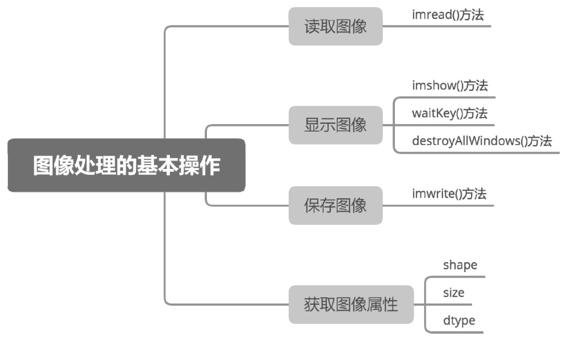 图像处理的基本操作
读取图像
imread()方法
显示图像
imshow()方法
waitKey()方法
destroyAllWindows()方法
保存图像
imwrite()方法
获取图像属性
shape
size
dtype